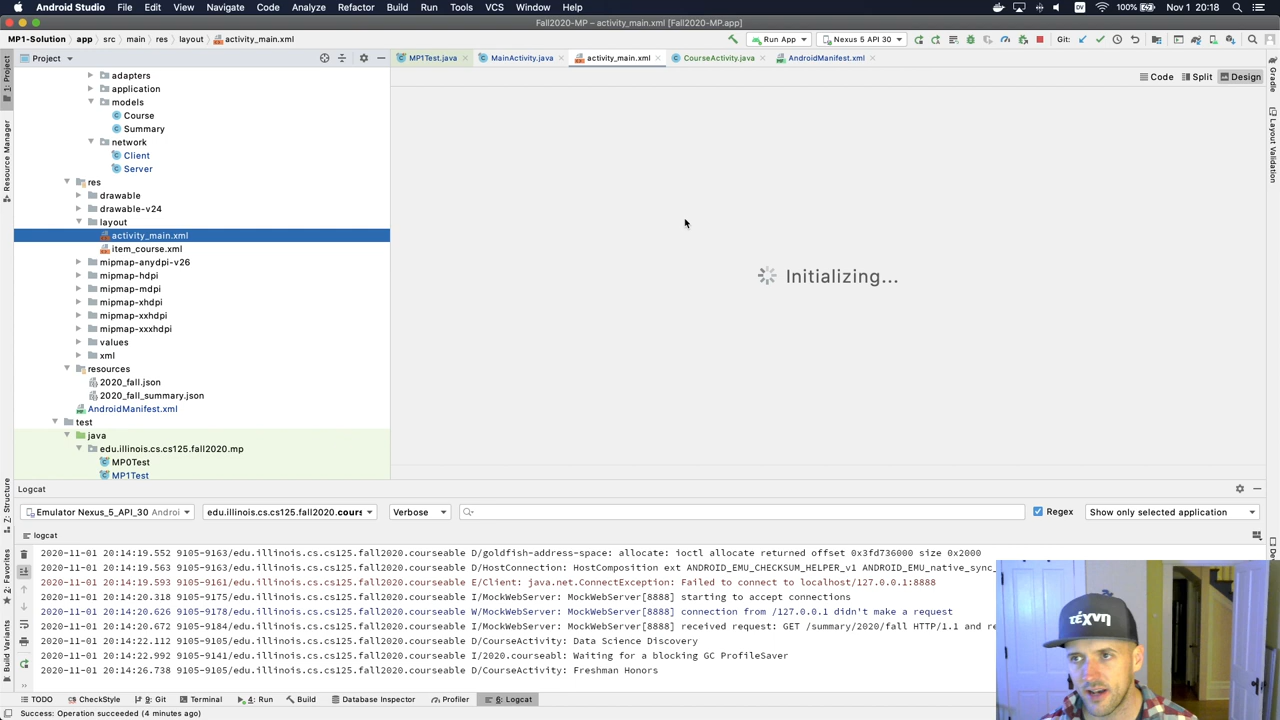 Android Studio File Edit View Navigate Code Analyze Refactor Build Run Tools VCS Window Help DV 100% Nov 1 20:18
Fall2020-MP – activity_main.xml [Fall2020-MP.app]
MP1-Solution app src main res layout activity_main.xml Run App Nexus 5 API 30 Git:
Project MP1Test.java MainActivity.java activity_main.xml CourseActivity.java AndroidManifest.xml
Code Split Design
1: Project
Resource Manager
Z: Structure
2: Favorites
Build Variants
Gradle
Layout Validation
adapters
application
models
Course
Summary
network
Client
Server
res
drawable
drawable-v24
layout
activity_main.xml
item_course.xml
mipmap-anydpi-v26
mipmap-hdpi
mipmap-mdpi
mipmap-xhdpi
mipmap-xxhdpi
mipmap-xxxhdpi
values
xml
resources
2020_fall.json
2020_fall_summary.json
AndroidManifest.xml
test
java
edu.illinois.cs.cs125.fall2020.mp
MP0Test
MP1Test
Initializing...
Logcat
Emulator Nexus_5_API_30 Androi edu.illinois.cs.cs125.fall2020.cours Verbose Regex Show only selected application
logcat
2020-11-01 20:14:19.552 9105-9163/edu.illinois.cs.cs125.fall2020.courseable D/goldfish-address-space: allocate: ioctl allocate returned offset 0x3fd736000 size 0x2000
2020-11-01 20:14:19.563 9105-9163/edu.illinois.cs.cs125.fall2020.courseable D/HostConnection: HostComposition ext ANDROID_EMU_CHECKSUM_HELPER_v1 ANDROID_EMU_native_sync_
2020-11-01 20:14:19.593 9105-9161/edu.illinois.cs.cs125.fall2020.courseable E/Client: java.net.ConnectException: Failed to connect to localhost/127.0.0.1:8888
2020-11-01 20:14:20.318 9105-9175/edu.illinois.cs.cs125.fall2020.courseable I/MockWebServer: MockWebServer[8888] starting to accept connections
2020-11-01 20:14:20.626 9105-9178/edu.illinois.cs.cs125.fall2020.courseable W/MockWebServer: MockWebServer[8888] connection from /127.0.0.1 didn't make a request
2020-11-01 20:14:20.672 9105-9184/edu.illinois.cs.cs125.fall2020.courseable I/MockWebServer: MockWebServer[8888] received request: GET /summary/2020/fall HTTP/1.1 and re
2020-11-01 20:14:22.112 9105-9105/edu.illinois.cs.cs125.fall2020.courseable D/CourseActivity: Data Science Discovery
2020-11-01 20:14:22.992 9105-9141/edu.illinois.cs.cs125.fall2020.courseable I/2020.courseabl: Waiting for a blocking GC ProfileSaver
2020-11-01 20:14:26.738 9105-9105/edu.illinois.cs.cs125.fall2020.courseable D/CourseActivity: Freshman Honors
τέχνη
TODO CheckStyle 9: Git Terminal 4: Run Build Database Inspector Profiler 6: Logcat
Success: Operation succeeded (4 minutes ago)